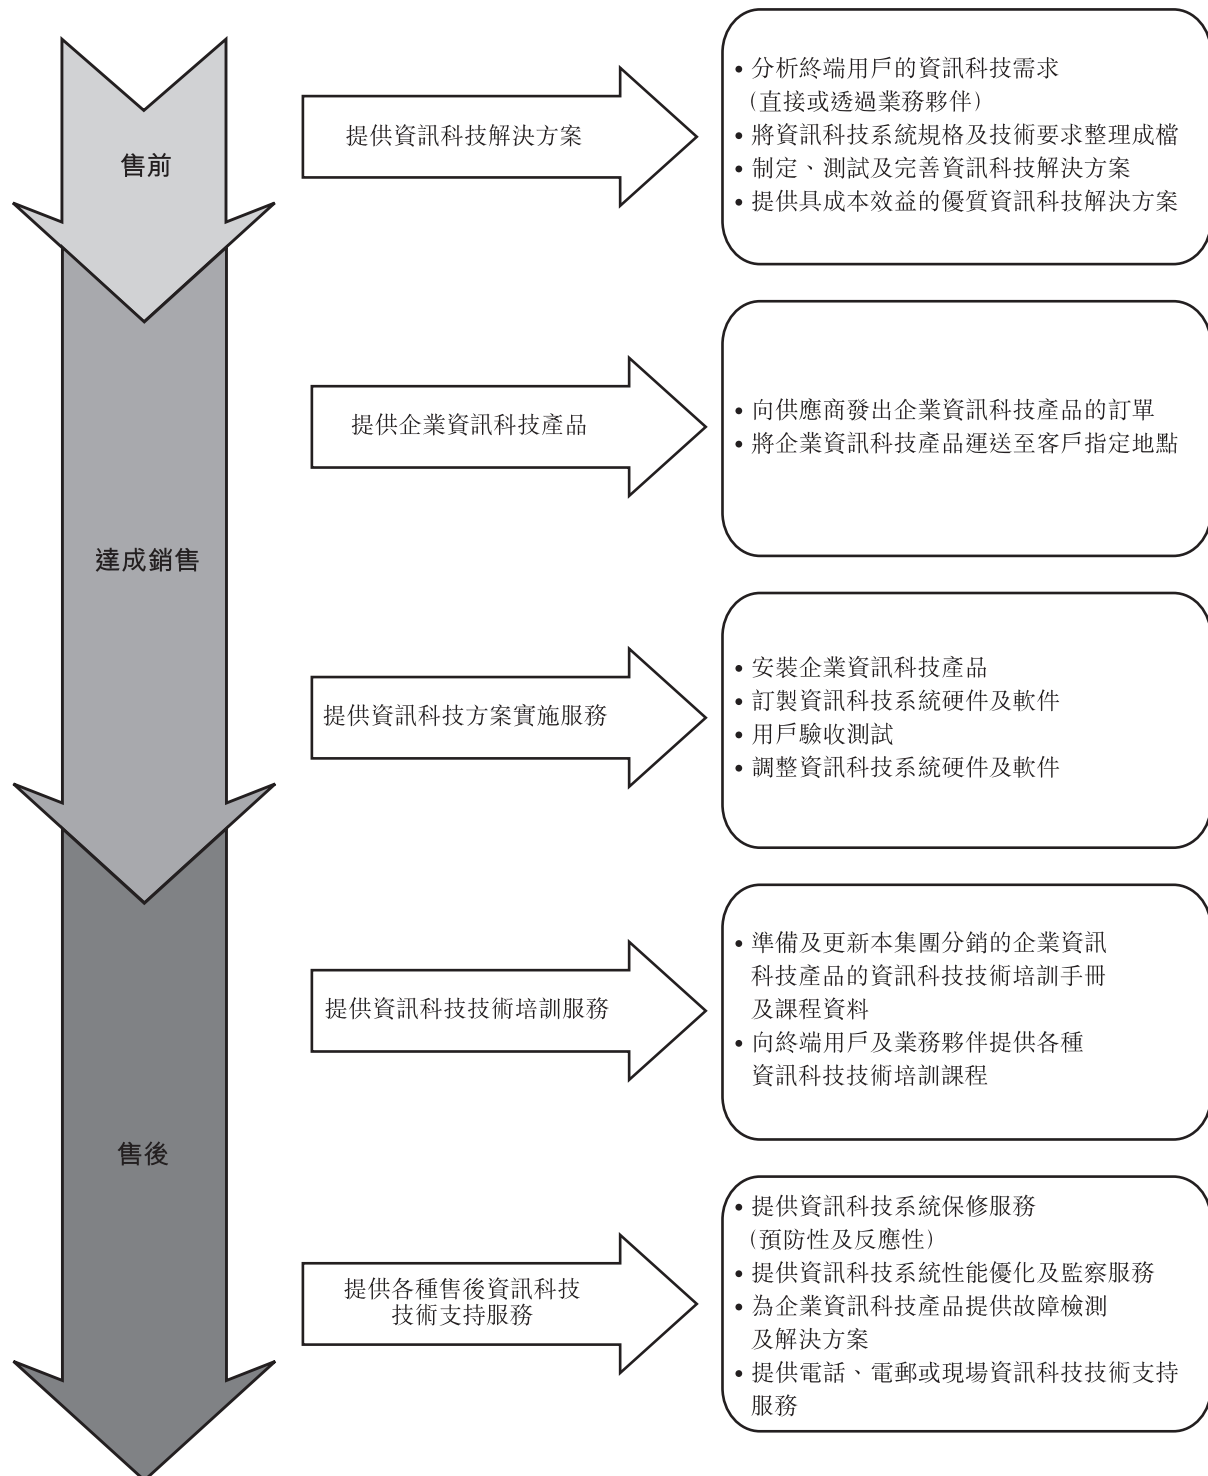 售前
提供資訊科技解決方案
• 分析終端用戶的資訊科技需求
(直接或透過業務夥伴)
• 將資訊科技系統規格及技術要求整理成檔
• 制定、測試及完善資訊科技解決方案
• 提供具成本效益的優質資訊科技解決方案
達成銷售
提供企業資訊科技產品
• 向供應商發出企業資訊科技產品的訂單
• 將企業資訊科技產品運送至客戶指定地點
提供資訊科技方案實施服務
• 安裝企業資訊科技產品
• 訂製資訊科技系統硬件及軟件
• 用戶驗收測試
• 調整資訊科技系統硬件及軟件
售後
提供資訊科技技術培訓服務
• 準備及更新本集團分銷的企業資訊
科技產品的資訊科技技術培訓手冊
及課程資料
• 向終端用戶及業務夥伴提供各種
資訊科技技術培訓課程
提供各種售後資訊科技
技術支持服務
• 提供資訊科技系統保修服務
(預防性及反應性)
• 提供資訊科技系統性能優化及監察服務
• 為企業資訊科技產品提供故障檢測
及解決方案
• 提供電話、電郵或現場資訊科技技術支持
服務